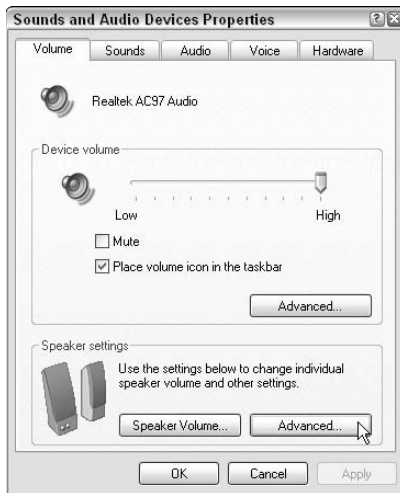 Sounds and Audio Devices Properties
Volume Sounds Audio Voice Hardware
Realtek AC97 Audio
Device volume
Low High
Mute
Place volume icon in the taskbar
Advanced...
Speaker settings
Use the settings below to change individual
speaker volume and other settings.
Speaker Volume... Advanced...
OK Cancel Apply